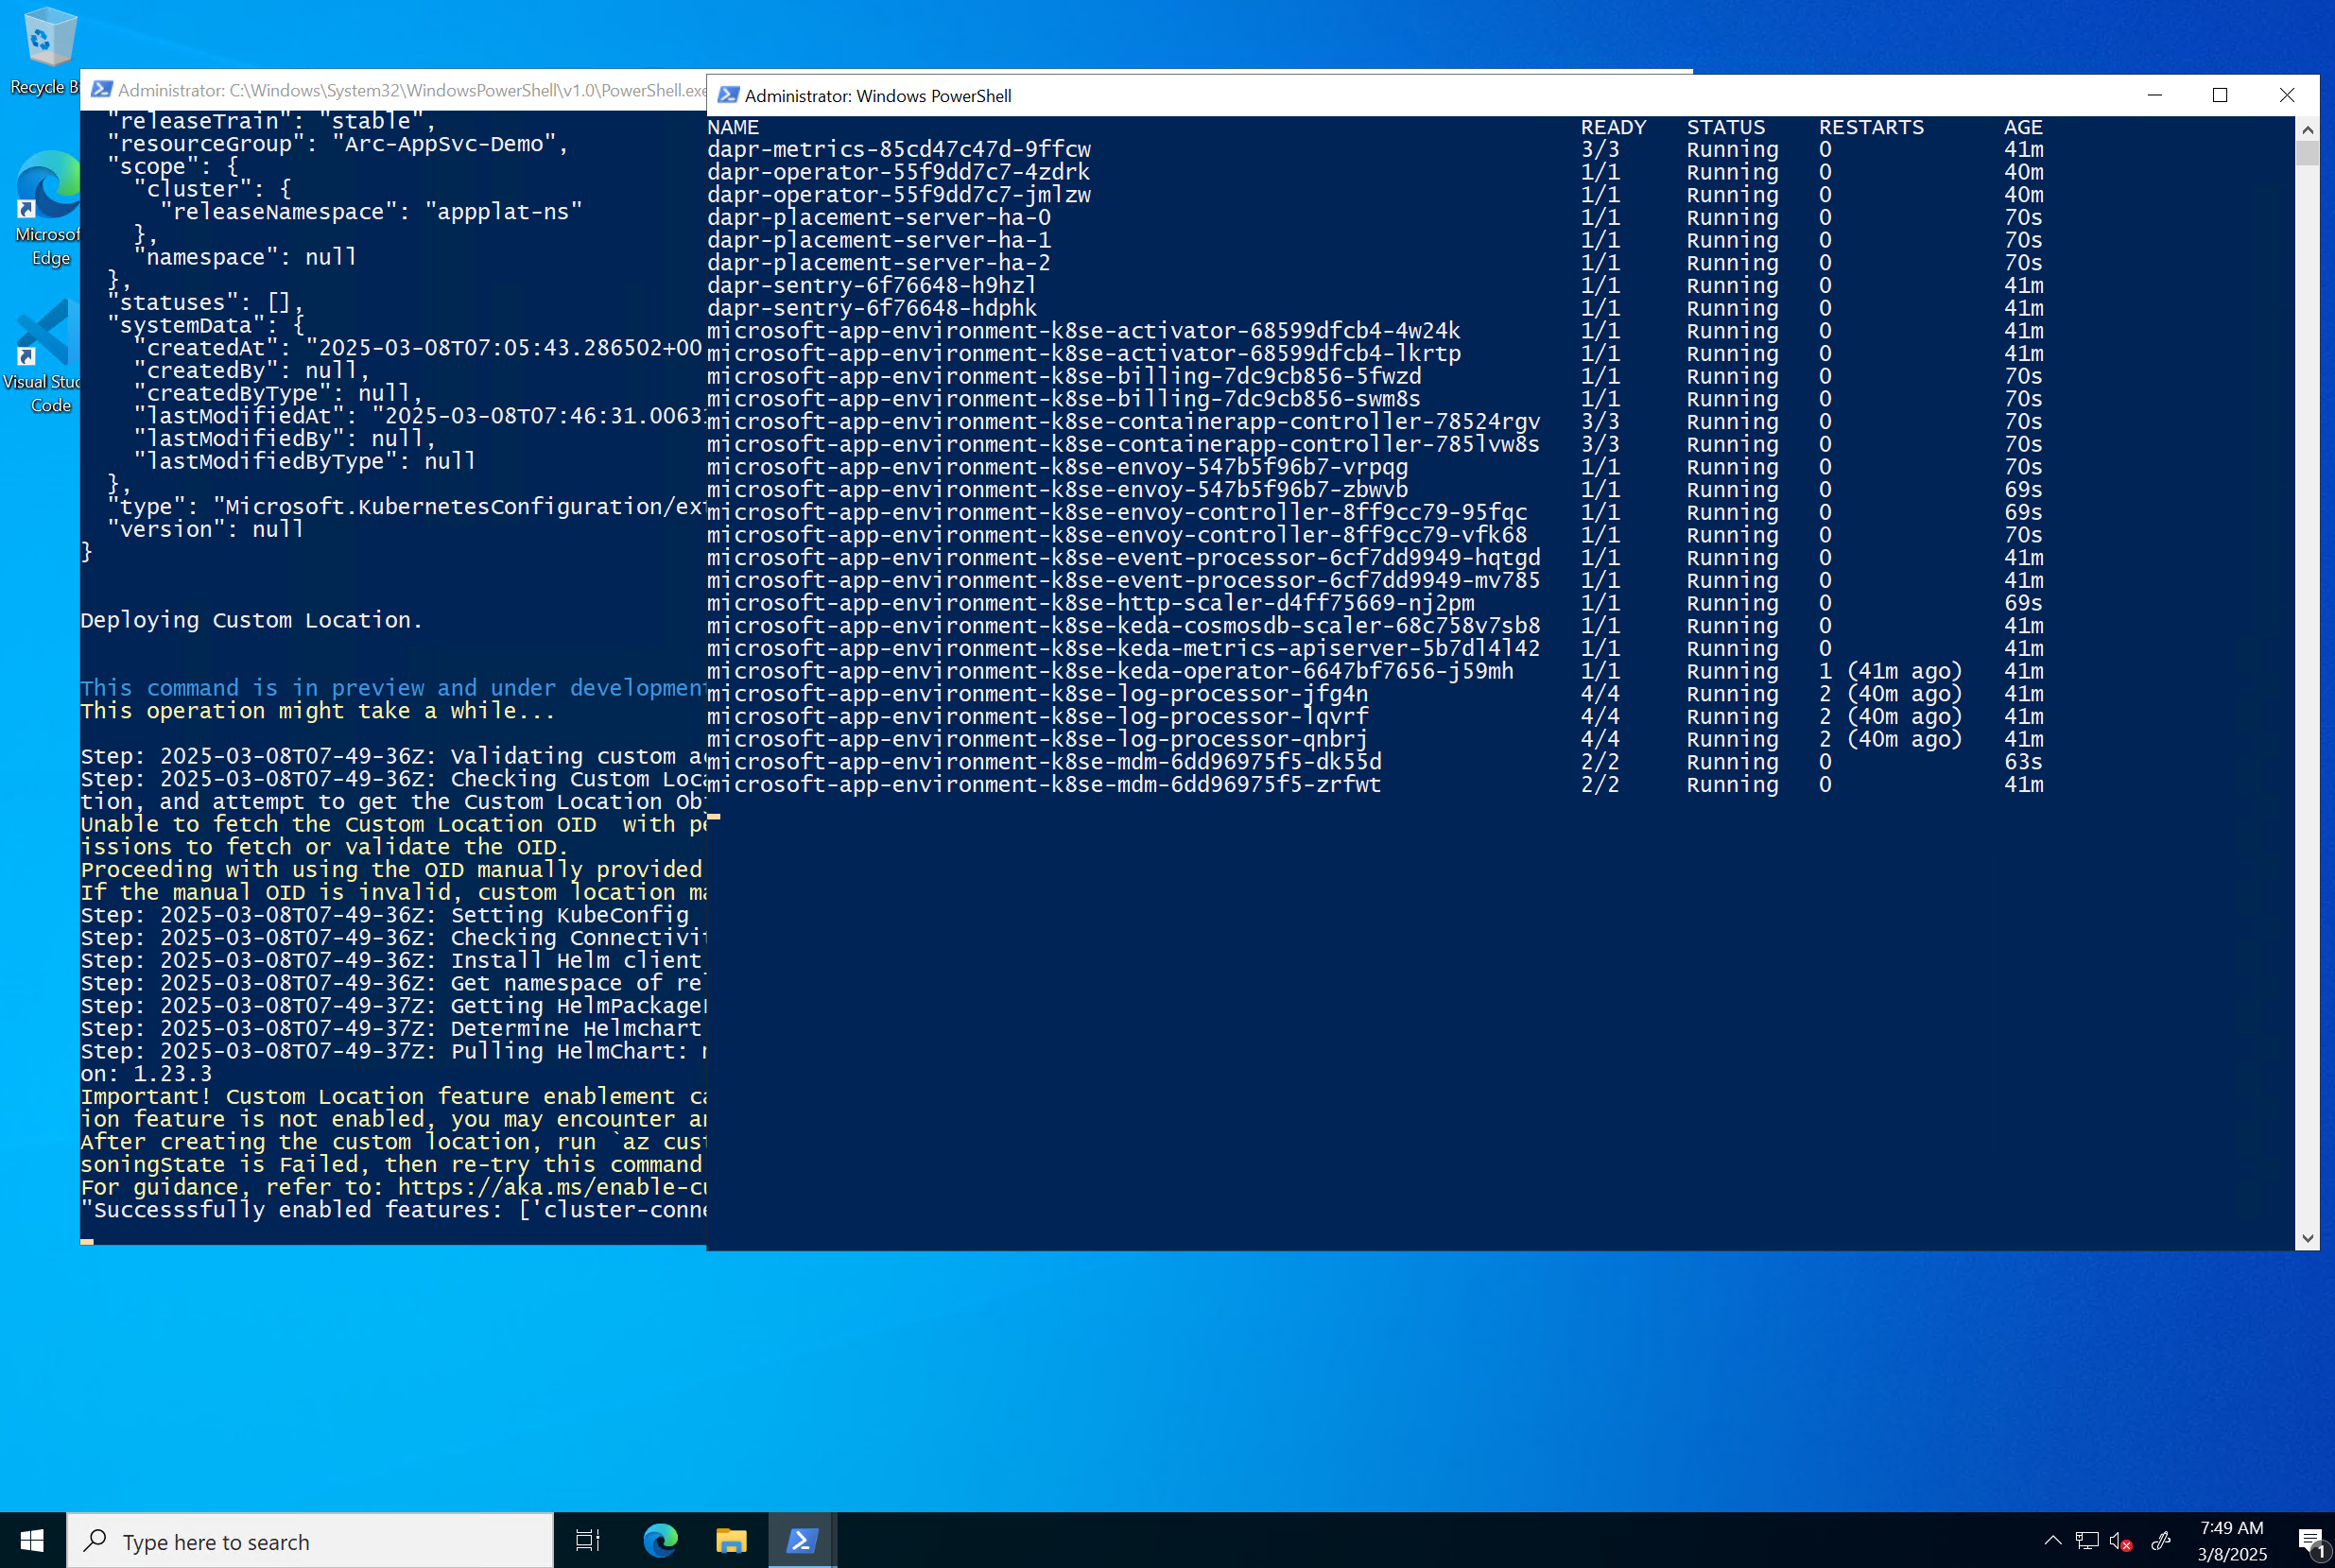 Recycle B
Microsof
Edge
Visual Stud
Code
Administrator: C:\Windows\System32\WindowsPowerShell\v1.0\PowerShell.exe
"releaseTrain": "stable",
"resourceGroup": "Arc-AppSvc-Demo",
"scope": {
"cluster": {
"releaseNamespace": "appplat-ns"
},
"namespace": null
},
"statuses": [],
"systemData": {
"createdAt": "2025-03-08T07:05:43.286502+00
"createdBy": null,
"createdByType": null,
"lastModifiedAt": "2025-03-08T07:46:31.0063
"lastModifiedBy": null,
"lastModifiedByType": null
},
"type": "Microsoft.KubernetesConfiguration/ex
"version": null
}
Deploying Custom Location.
This command is in preview and under developmen
This operation might take a while...
Step: 2025-03-08T07-49-36Z: Validating custom a
Step: 2025-03-08T07-49-36Z: Checking Custom Loc
tion, and attempt to get the Custom Location Ob
Unable to fetch the Custom Location OID  with pe
issions to fetch or validate the OID.
Proceeding with using the OID manually provided
If the manual OID is invalid, custom location ma
Step: 2025-03-08T07-49-36Z: Setting KubeConfig
Step: 2025-03-08T07-49-36Z: Checking Connectivi
Step: 2025-03-08T07-49-36Z: Install Helm client
Step: 2025-03-08T07-49-36Z: Get namespace of rel
Step: 2025-03-08T07-49-37Z: Getting HelmPackage
Step: 2025-03-08T07-49-37Z: Determine Helmchart
Step: 2025-03-08T07-49-37Z: Pulling HelmChart:
on: 1.23.3
Important! Custom Location feature enablement ca
ion feature is not enabled, you may encounter a
After creating the custom location, run `az cus
soningState is Failed, then re-try this command
For guidance, refer to: https://aka.ms/enable-c
"Successsfully enabled features: ['cluster-conne
Administrator: Windows PowerShell
NAME READY STATUS RESTARTS AGE
dapr-metrics-85cd47c47d-9ffcw 3/3 Running 0 41m
dapr-operator-55f9dd7c7-4zdrk 1/1 Running 0 40m
dapr-operator-55f9dd7c7-jmlzw 1/1 Running 0 40m
dapr-placement-server-ha-0 1/1 Running 0 70s
dapr-placement-server-ha-1 1/1 Running 0 70s
dapr-placement-server-ha-2 1/1 Running 0 70s
dapr-sentry-6f76648-h9hzl 1/1 Running 0 41m
dapr-sentry-6f76648-hdphk 1/1 Running 0 41m
microsoft-app-environment-k8se-activator-68599dfcb4-4w24k 1/1 Running 0 41m
microsoft-app-environment-k8se-activator-68599dfcb4-lkrtp 1/1 Running 0 41m
microsoft-app-environment-k8se-billing-7dc9cb856-5fwzd 1/1 Running 0 70s
microsoft-app-environment-k8se-billing-7dc9cb856-swm8s 1/1 Running 0 70s
microsoft-app-environment-k8se-containerapp-controller-78524rgv 3/3 Running 0 70s
microsoft-app-environment-k8se-containerapp-controller-785lvw8s 3/3 Running 0 70s
microsoft-app-environment-k8se-envoy-547b5f96b7-vrpqg 1/1 Running 0 70s
microsoft-app-environment-k8se-envoy-547b5f96b7-zbwvb 1/1 Running 0 69s
microsoft-app-environment-k8se-envoy-controller-8ff9cc79-95fqc 1/1 Running 0 69s
microsoft-app-environment-k8se-envoy-controller-8ff9cc79-vfk68 1/1 Running 0 70s
microsoft-app-environment-k8se-event-processor-6cf7dd9949-hqtgd 1/1 Running 0 41m
microsoft-app-environment-k8se-event-processor-6cf7dd9949-mv785 1/1 Running 0 41m
microsoft-app-environment-k8se-http-scaler-d4ff75669-nj2pm 1/1 Running 0 69s
microsoft-app-environment-k8se-keda-cosmosdb-scaler-68c758v7sb8 1/1 Running 0 41m
microsoft-app-environment-k8se-keda-metrics-apiserver-5b7dl4l42 1/1 Running 0 41m
microsoft-app-environment-k8se-keda-operator-6647bf7656-j59mh 1/1 Running 1 (41m ago) 41m
microsoft-app-environment-k8se-log-processor-jfg4n 4/4 Running 2 (40m ago) 41m
microsoft-app-environment-k8se-log-processor-lqvrf 4/4 Running 2 (40m ago) 41m
microsoft-app-environment-k8se-log-processor-qnbrj 4/4 Running 2 (40m ago) 41m
microsoft-app-environment-k8se-mdm-6dd96975f5-dk55d 2/2 Running 0 63s
microsoft-app-environment-k8se-mdm-6dd96975f5-zrfwt 2/2 Running 0 41m
Type here to search
7:49 AM
3/8/2025
1